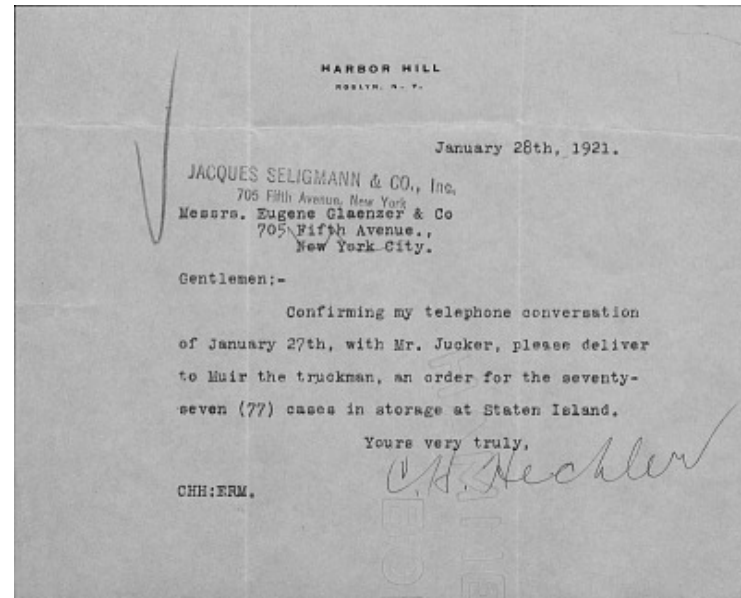 HARBOR HILL
ROSLYN, N. Y.
January 28th, 1921.
JACQUES SELIGMANN & CO., Inc,
705 Fifth Avenue, New York
Messrs. Eugene Glaenzer & Co
705 Fifth Avenue.,
New York City.
Gentlemen:-
Confirming my telephone conversation
of January 27th, with Mr. Jucker, please deliver
to Muir the truckman, an order for the seventy-
seven (77) cases in storage at Staten Island.
Yours very truly,
C. H. Hechler
CHH:ERM.